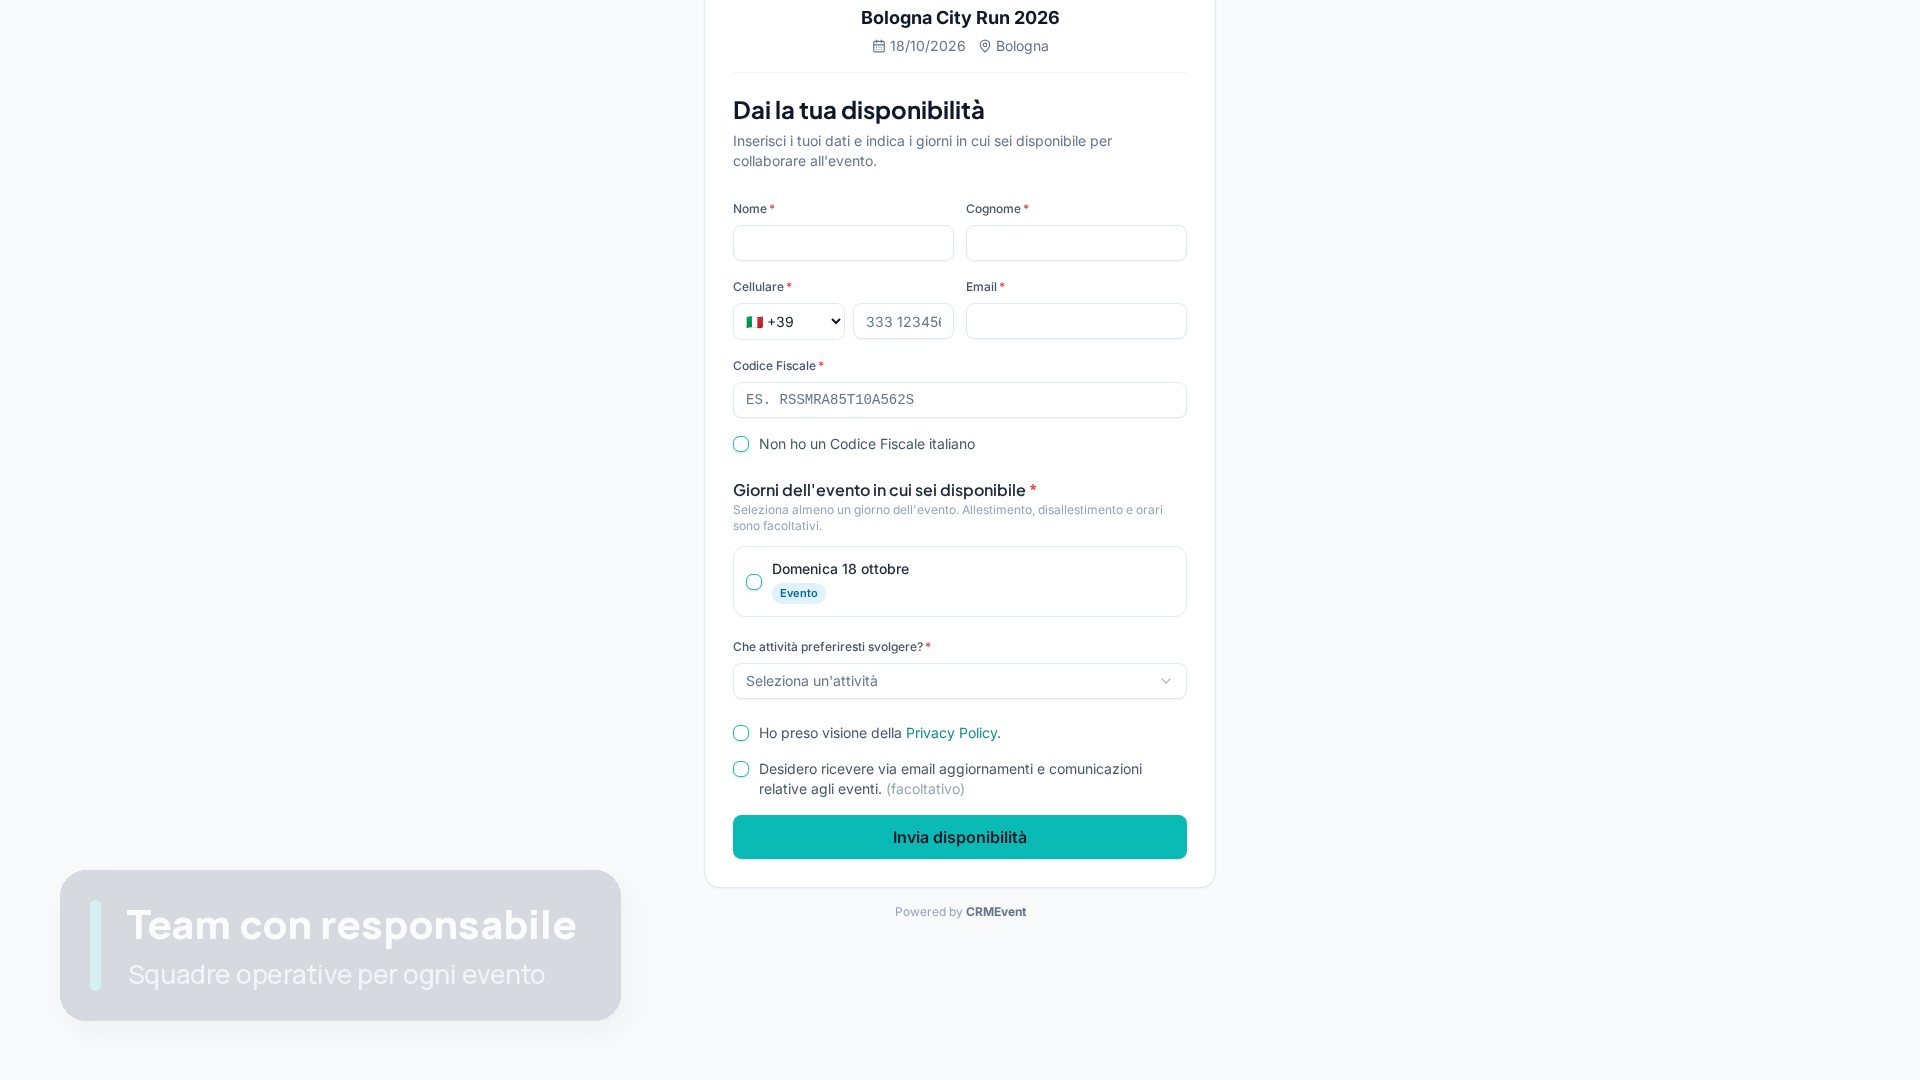 Bologna City Run 2026
18/10/2026 Bologna
Dai la tua disponibilità
Inserisci i tuoi dati e indica i giorni in cui sei disponibile per
collaborare all'evento.
Nome *
Cognome *
Cellulare *
Email *
🇮🇹 +39
333 123456
Codice Fiscale *
ES. RSSMRA85T10A562S
Non ho un Codice Fiscale italiano
Giorni dell'evento in cui sei disponibile *
Seleziona almeno un giorno dell'evento. Allestimento, disallestimento e orari
sono facoltativi.
Domenica 18 ottobre
Evento
Che attività preferiresti svolgere? *
Seleziona un'attività
Ho preso visione della Privacy Policy.
Desidero ricevere via email aggiornamenti e comunicazioni
relative agli eventi. (facoltativo)
Invia disponibilità
Powered by CRMEvent
Team con responsabile
Squadre operative per ogni evento